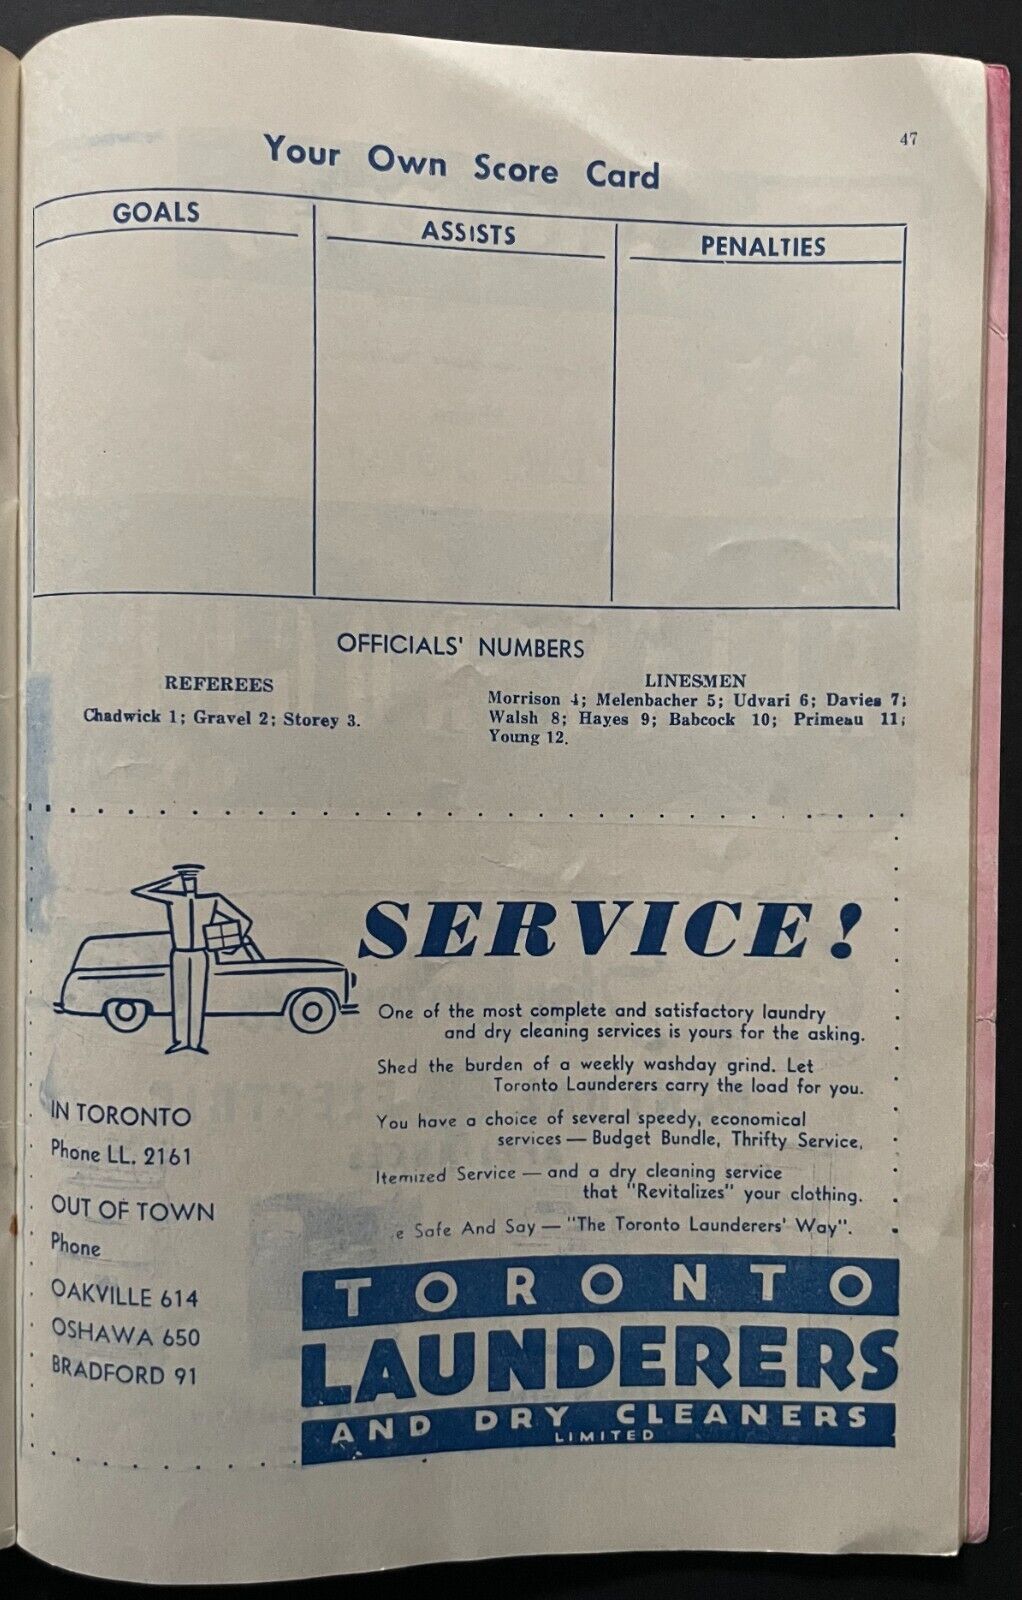 47
Your Own Score Card
GOALS
ASSISTS
PENALTIES
OFFICIALS' NUMBERS
REFEREES
Chadwick 1; Gravel 2; Storey 3.
LINESMEN
Morrison 4; Melenbacher 5; Udvari 6; Davies 7;
Walsh 8; Hayes 9; Babcock 10; Primeau 11;
Young 12.
SERVICE!
One of the most complete and satisfactory laundry
and dry cleaning services is yours for the asking.
Shed the burden of a weekly washday grind. Let
Toronto Launderers carry the load for you.
You have a choice of several speedy, economical
services — Budget Bundle, Thrifty Service,
Itemized Service — and a dry cleaning service
that "Revitalizes" your clothing.
e Safe And Say — "The Toronto Launderers' Way".
IN TORONTO
Phone LL. 2161
OUT OF TOWN
Phone
OAKVILLE 614
OSHAWA 650
BRADFORD 91
TORONTO
LAUNDERERS
AND DRY CLEANERS
LIMITED